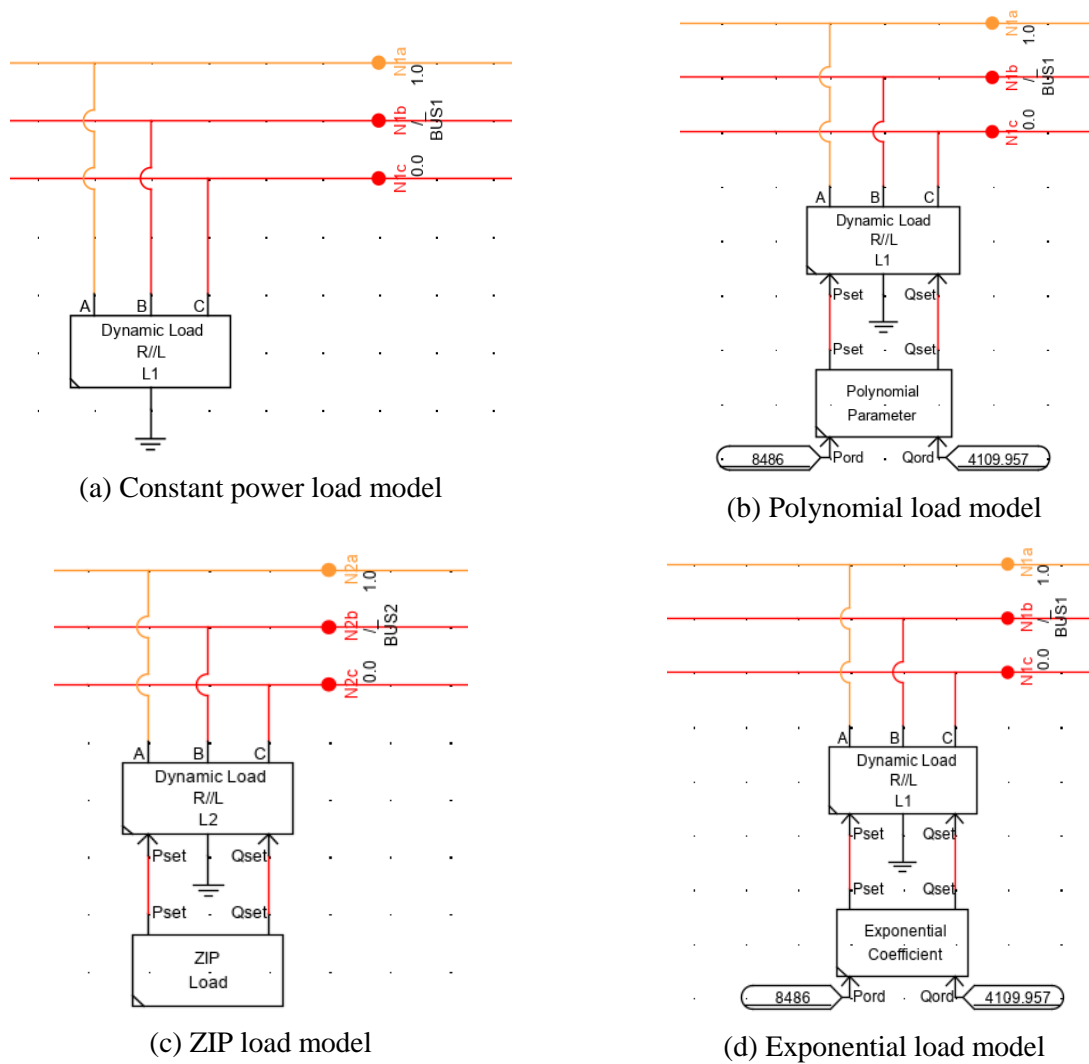 N1a
1.0
N1b
/_
BUS1
N1c
0.0
A B C
Dynamic Load
R//L
L1
(a) Constant power load model
N1a
1.0
N1b
/_
BUS1
N1c
0.0
A B C
Dynamic Load
R//L
L1
Pset Qset
Pset Qset
Polynomial
Parameter
8486 Pord Qord 4109.957
(b) Polynomial load model
N2a
1.0
N2b
/_
BUS2
N2c
0.0
A B C
Dynamic Load
R//L
L2
Pset Qset
Pset Qset
ZIP
Load
(c) ZIP load model
N1a
1.0
N1b
/_
BUS1
N1c
0.0
A B C
Dynamic Load
R//L
L1
Pset Qset
Pset Qset
Exponential
Coefficient
8486 Pord Qord 4109.957
(d) Exponential load model